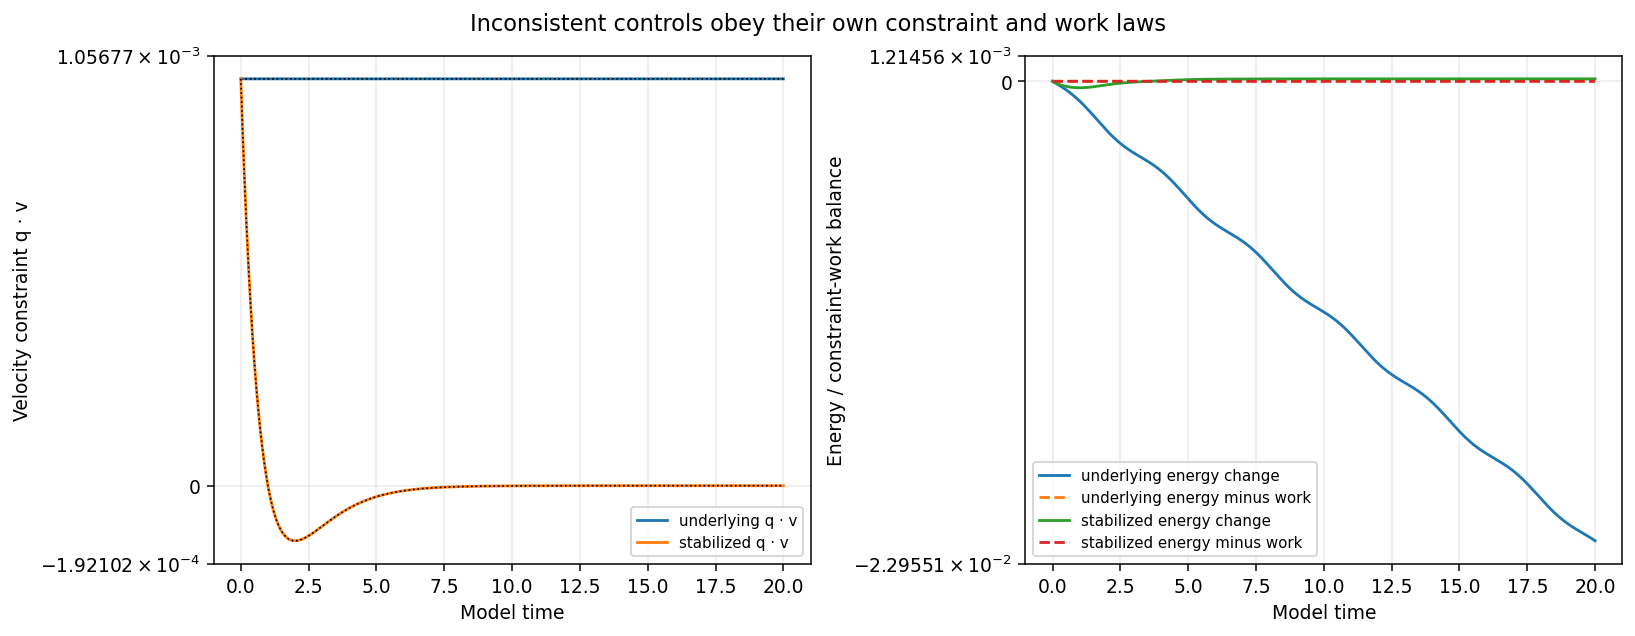 Inconsistent controls obey their own constraint and work laws
1.05677 × 10⁻³
0
−1.92102 × 10⁻⁴
Velocity constraint q · v
underlying q · v
stabilized q · v
0.0 2.5 5.0 7.5 10.0 12.5 15.0 17.5 20.0
Model time
1.21456 × 10⁻³
0
−2.29551 × 10⁻²
Energy / constraint-work balance
underlying energy change
underlying energy minus work
stabilized energy change
stabilized energy minus work
0.0 2.5 5.0 7.5 10.0 12.5 15.0 17.5 20.0
Model time